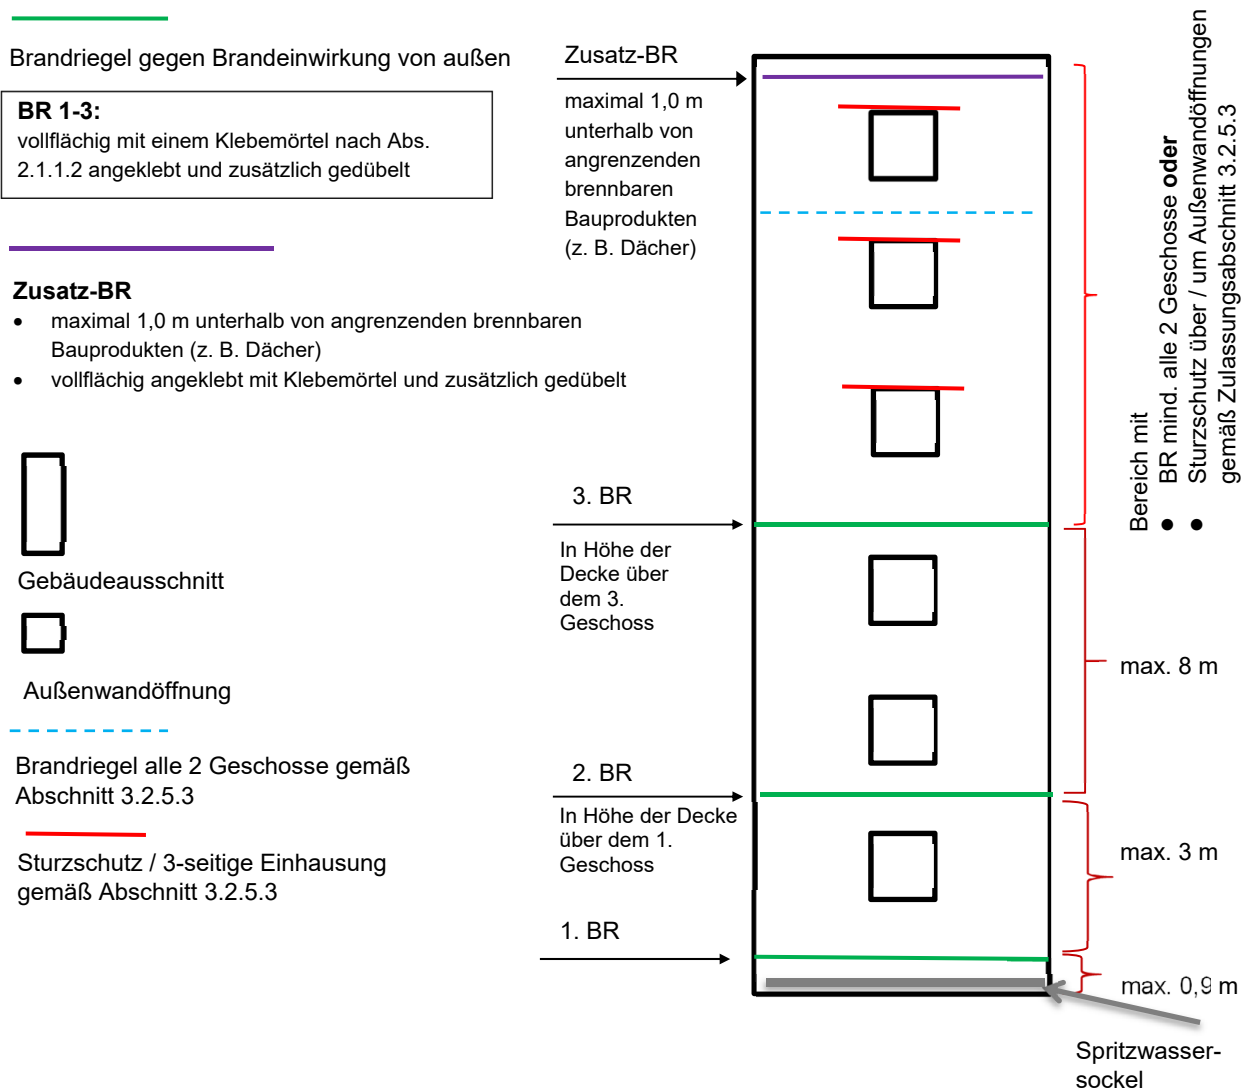 Brandriegel gegen Brandeinwirkung von außen
BR 1-3:
vollflächig mit einem Klebemörtel nach Abs.
2.1.1.2 angeklebt und zusätzlich gedübelt
Zusatz-BR
• maximal 1,0 m unterhalb von angrenzenden brennbaren
Bauprodukten (z. B. Dächer)
• vollflächig angeklebt mit Klebemörtel und zusätzlich gedübelt
Gebäudeausschnitt
Außenwandöffnung
Brandriegel alle 2 Geschosse gemäß
Abschnitt 3.2.5.3
Sturzschutz / 3-seitige Einhausung
gemäß Abschnitt 3.2.5.3
Zusatz-BR
maximal 1,0 m
unterhalb von
angrenzenden
brennbaren
Bauprodukten
(z. B. Dächer)
3. BR
In Höhe der
Decke über
dem 3.
Geschoss
2. BR
In Höhe der Decke
über dem 1.
Geschoss
1. BR
Bereich mit
• BR mind. alle 2 Geschosse oder
• Sturzschutz über / um Außenwandöffnungen
gemäß Zulassungsabschnitt 3.2.5.3
max. 8 m
max. 3 m
max. 0,9 m
Spritzwasser-
sockel